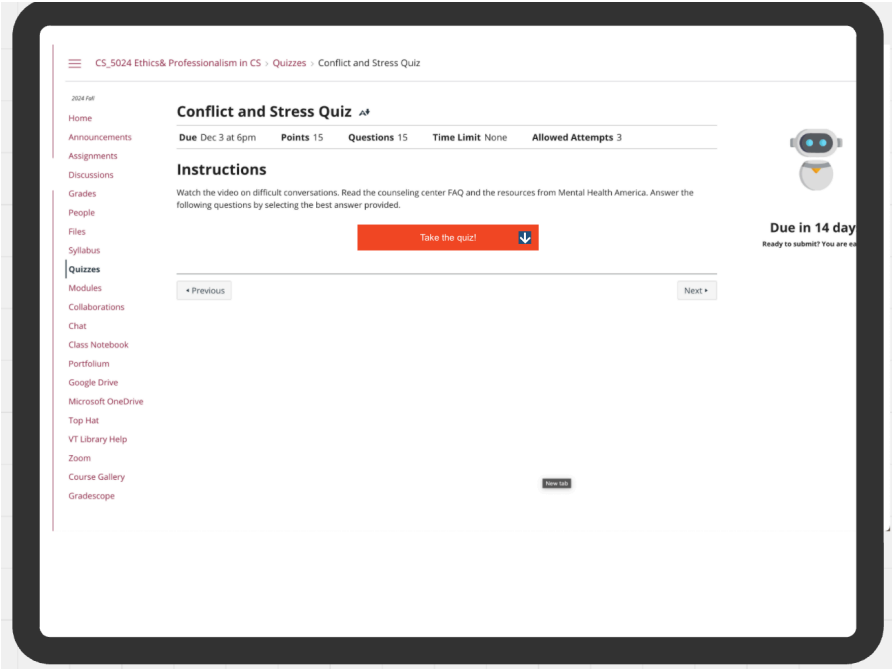 CS_5024 Ethics& Professionalism in CS › Quizzes › Conflict and Stress Quiz
2024 Fall
Home
Announcements
Assignments
Discussions
Grades
People
Files
Syllabus
Quizzes
Modules
Collaborations
Chat
Class Notebook
Portfolium
Google Drive
Microsoft OneDrive
Top Hat
VT Library Help
Zoom
Course Gallery
Gradescope
Conflict and Stress Quiz
Due Dec 3 at 6pm Points 15 Questions 15 Time Limit None Allowed Attempts 3
Instructions
Watch the video on difficult conversations. Read the counseling center FAQ and the resources from Mental Health America. Answer the
following questions by selecting the best answer provided.
Take the quiz!
Previous
Next
New tab
Due in 14 day
Ready to submit? You are ea